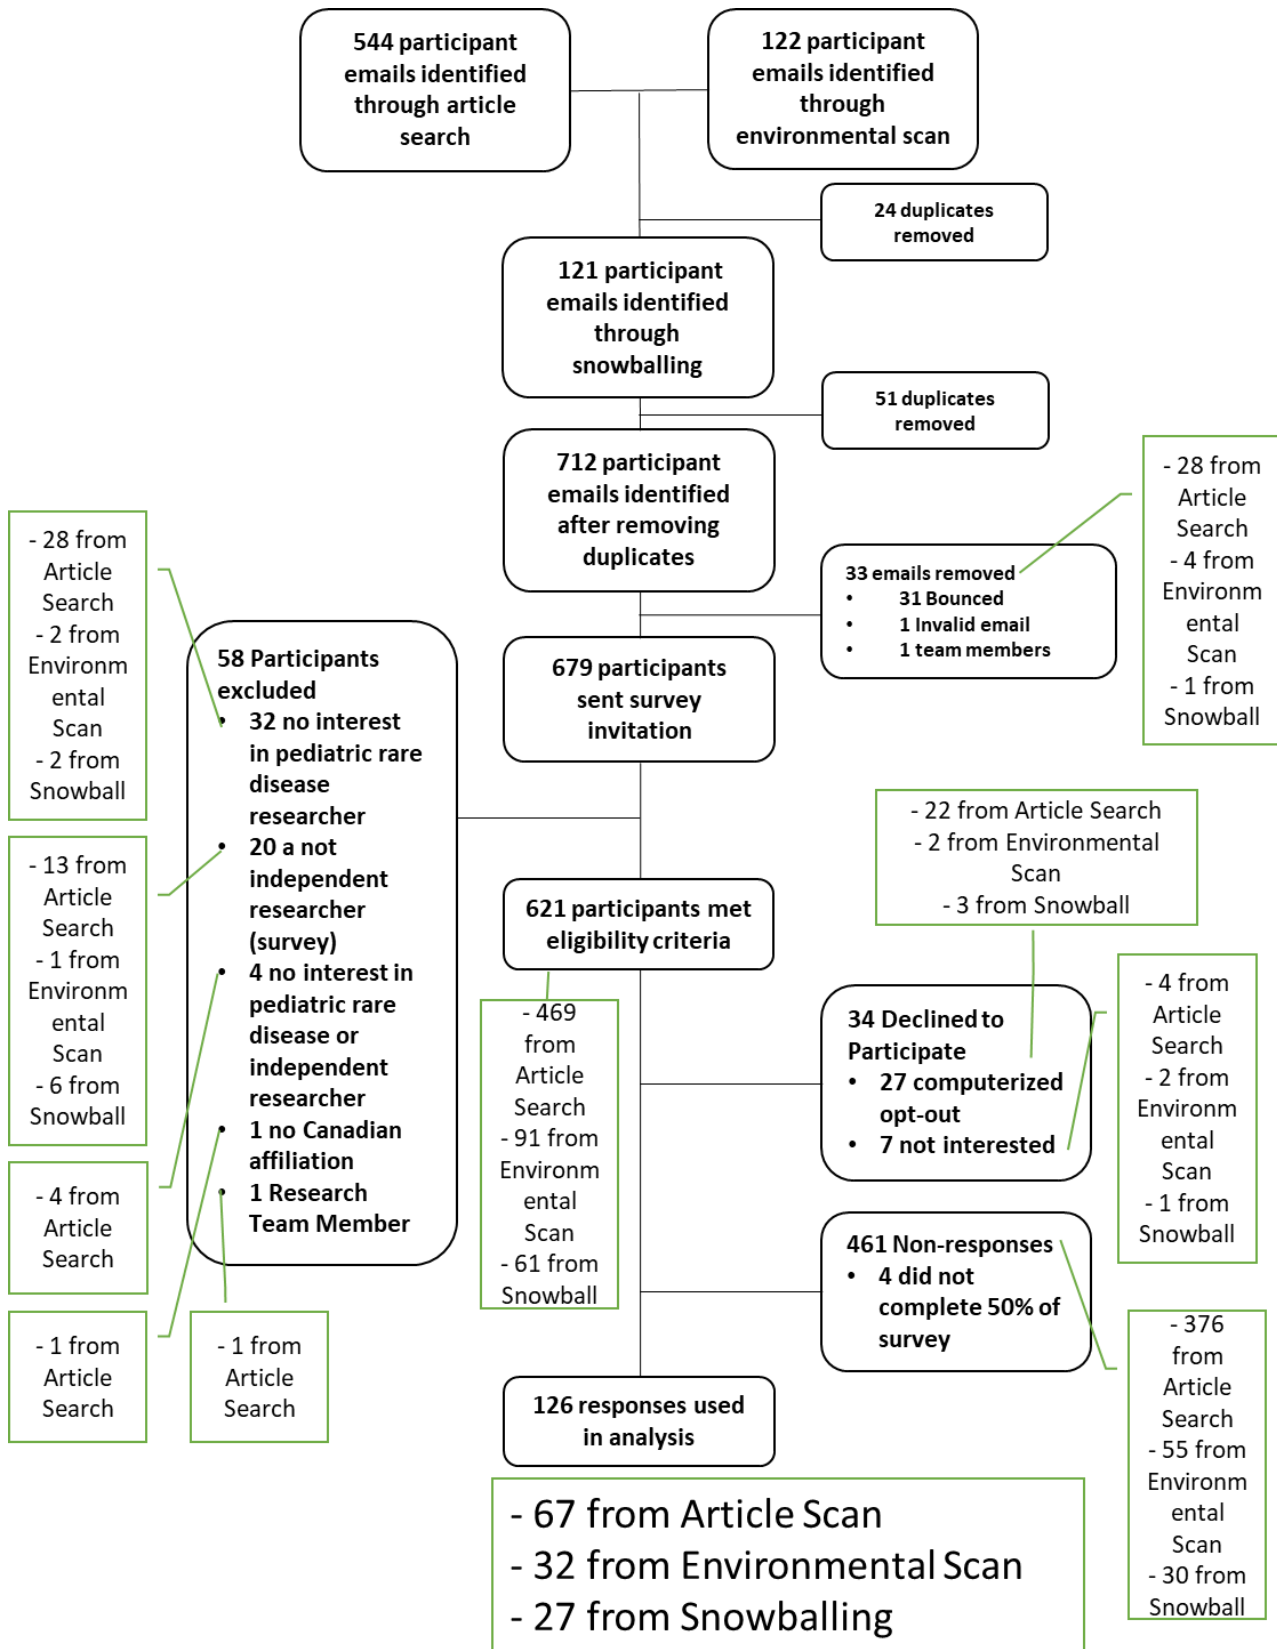 544 participant
emails identified
through article
search
122 participant
emails identified
through
environmental scan
24 duplicates
removed
121 participant
emails identified
through
snowballing
51 duplicates
removed
712 participant
emails identified
after removing
duplicates
- 28 from
Article
Search
- 4 from
Environm
ental
Scan
- 1 from
Snowball
33 emails removed
• 31 Bounced
• 1 Invalid email
• 1 team members
- 28 from
Article
Search
- 2 from
Environm
ental
Scan
- 2 from
Snowball
58 Participants
excluded
• 32 no interest
in pediatric rare
disease
researcher
• 20 a not
independent
researcher
(survey)
• 4 no interest in
pediatric rare
disease or
independent
researcher
• 1 no Canadian
affiliation
• 1 Research
Team Member
679 participants
sent survey
invitation
- 13 from
Article
Search
- 1 from
Environm
ental
Scan
- 6 from
Snowball
- 4 from
Article
Search
- 1 from
Article
Search
- 1 from
Article
Search
621 participants met
eligibility criteria
- 469
from
Article
Search
- 91 from
Environm
ental
Scan
- 61 from
Snowball
- 22 from Article Search
- 2 from Environmental
Scan
- 3 from Snowball
34 Declined to
Participate
• 27 computerized
opt-out
• 7 not interested
- 4 from
Article
Search
- 2 from
Environm
ental
Scan
- 1 from
Snowball
461 Non-responses
• 4 did not
complete 50% of
survey
- 376
from
Article
Search
- 55 from
Environm
ental
Scan
- 30 from
Snowball
126 responses used
in analysis
- 67 from Article Scan
- 32 from Environmental Scan
- 27 from Snowballing